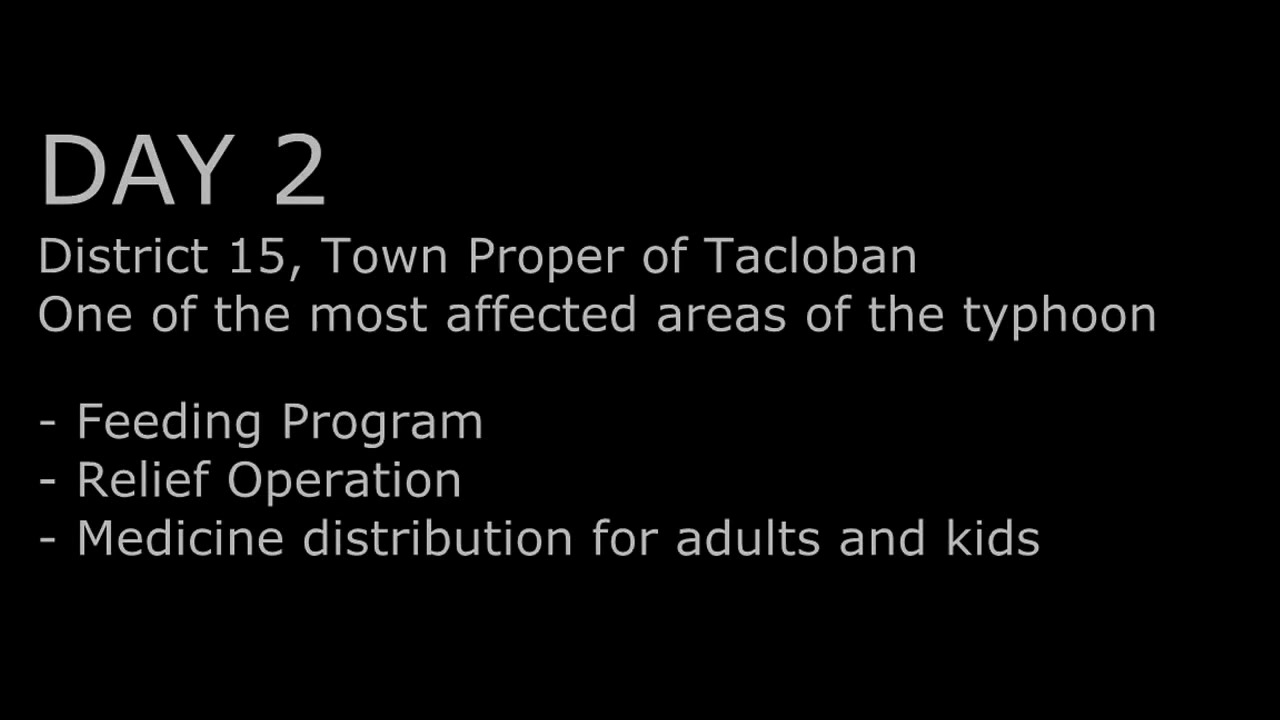 DAY 2
District 15, Town Proper of Tacloban
One of the most affected areas of the typhoon
- Feeding Program
- Relief Operation
- Medicine distribution for adults and kids